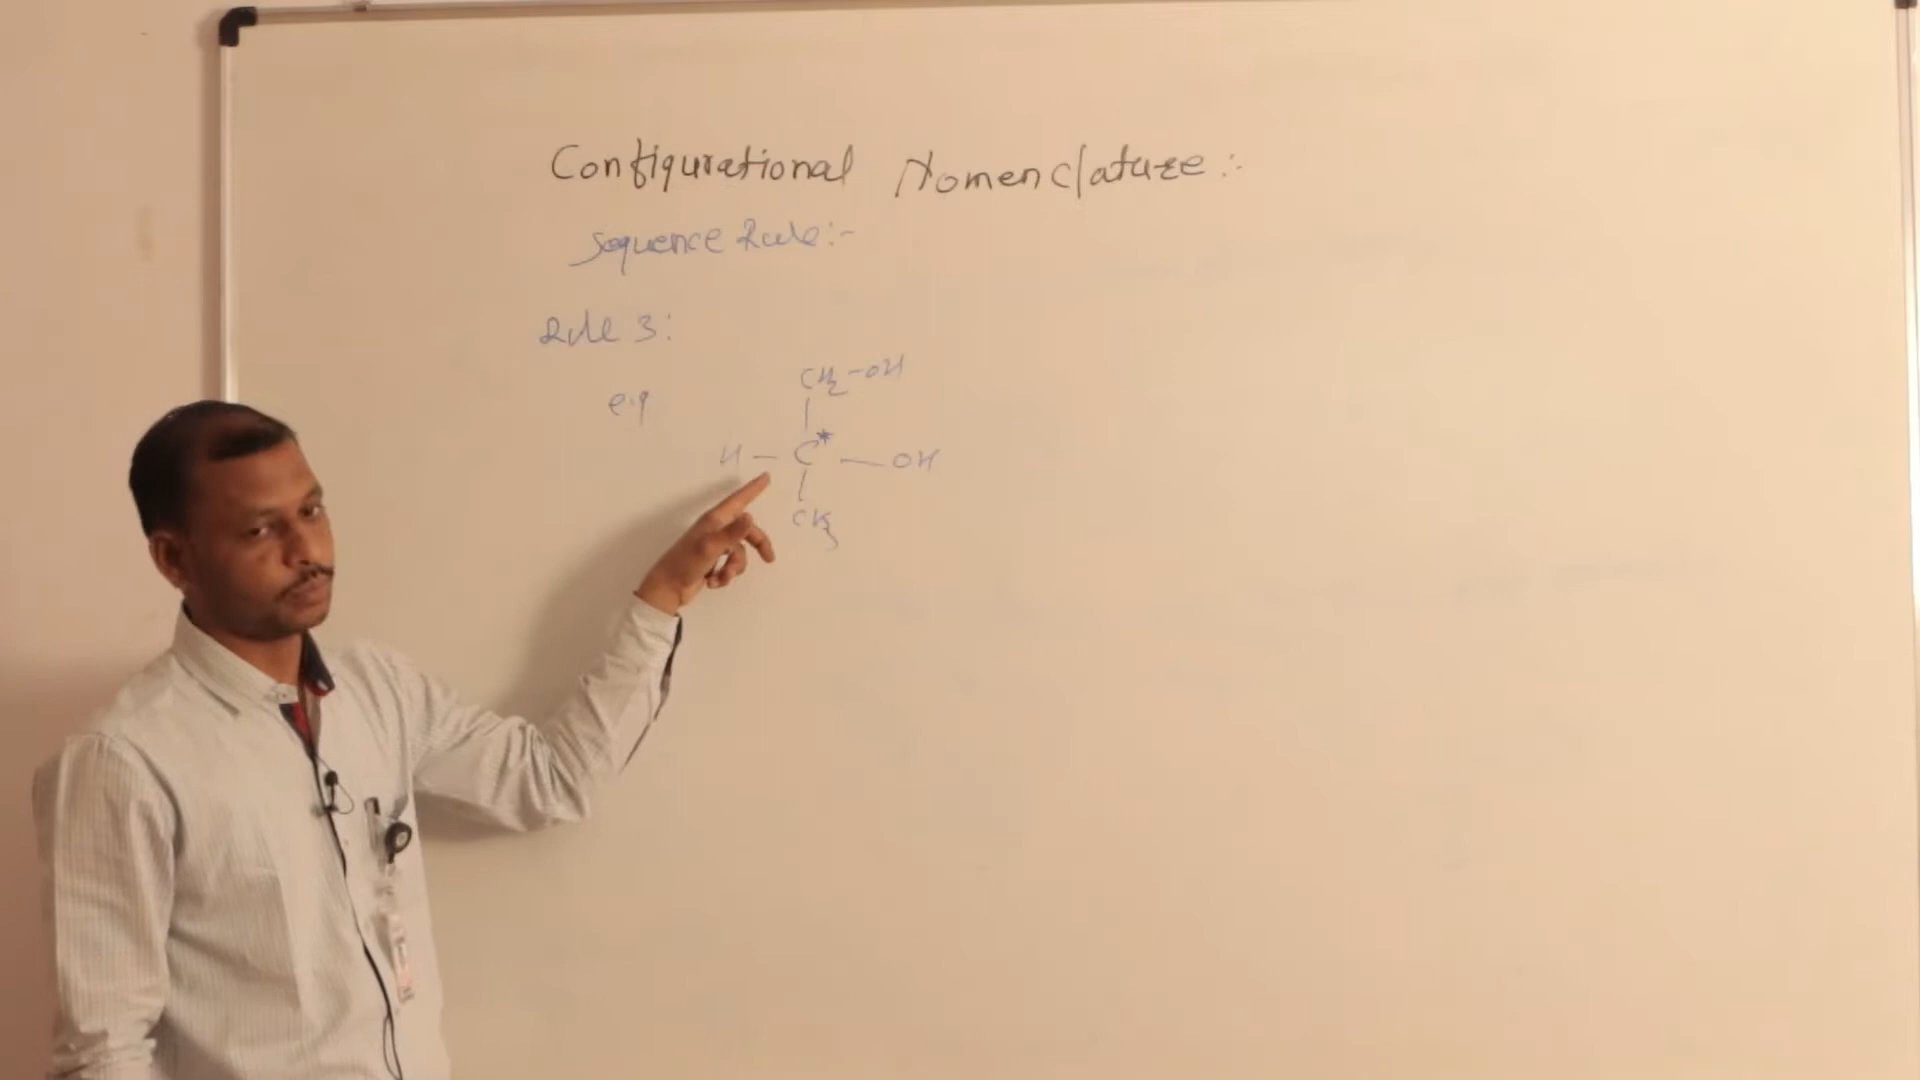 Configurational Nomenclature :-
Sequence Rule :-
Rule 3 :
e.g
CH2-OH
|
H - C* - OH
|
CH3